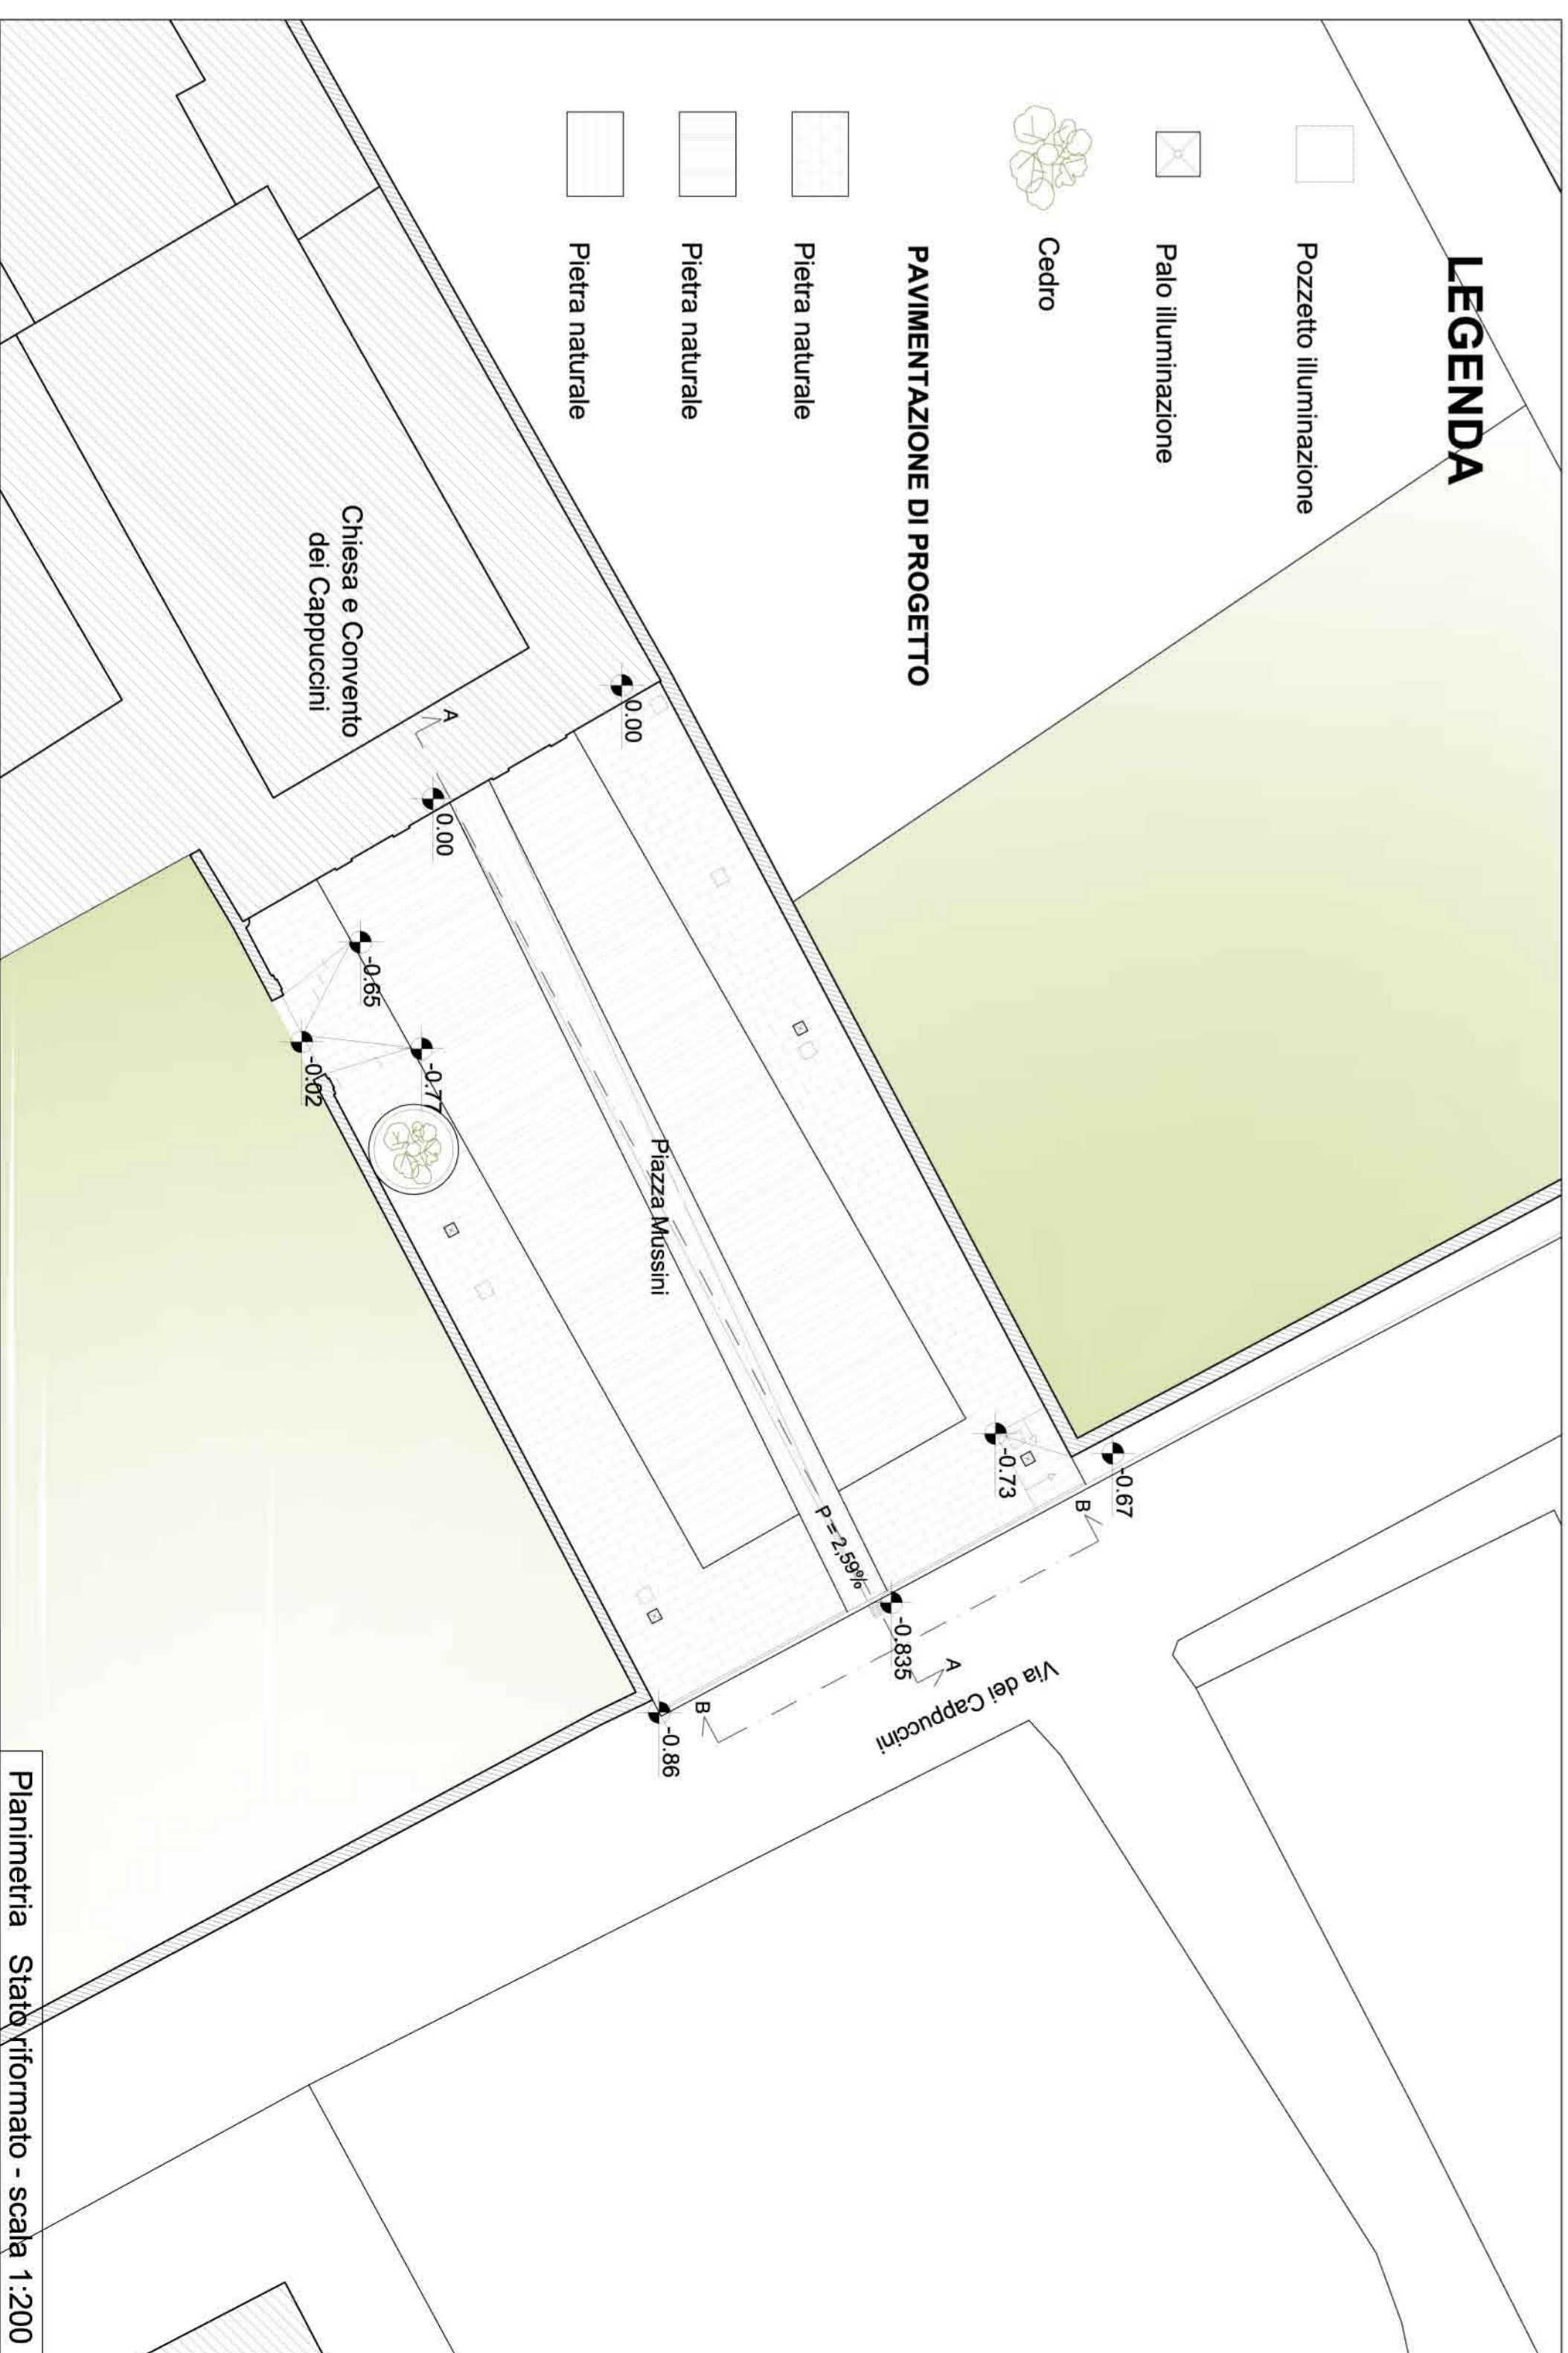 LEGENDA
Pozzetto illuminazione
Palo illuminazione
Cedro
PAVIMENTAZIONE DI PROGETTO
Pietra naturale
Pietra naturale
Pietra naturale
Chiesa e Convento
dei Cappuccini
0.00
A
0.00
-0.65
-0.02
-0.77
Piazza Mussini
-0.67
-0.73
B
P = 2,59%
-0.835
A
Via dei Cappuccini
B
-0.86
Planimetria Stato riformato - scala 1:200